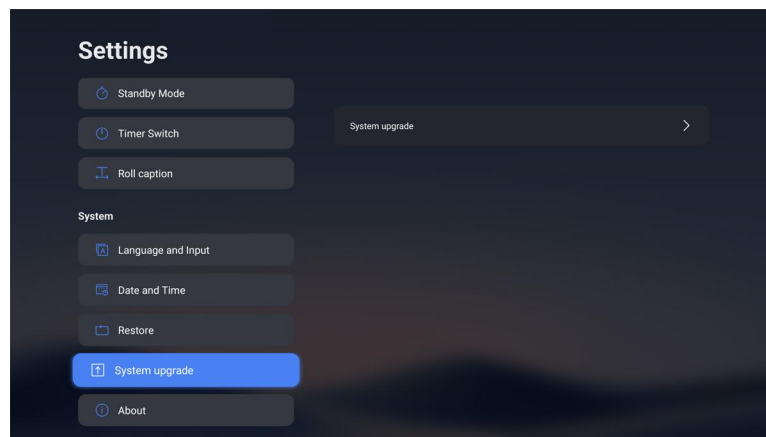 Settings
Standby Mode
Timer Switch
Roll caption
System
Language and Input
Date and Time
Restore
System upgrade
About
System upgrade